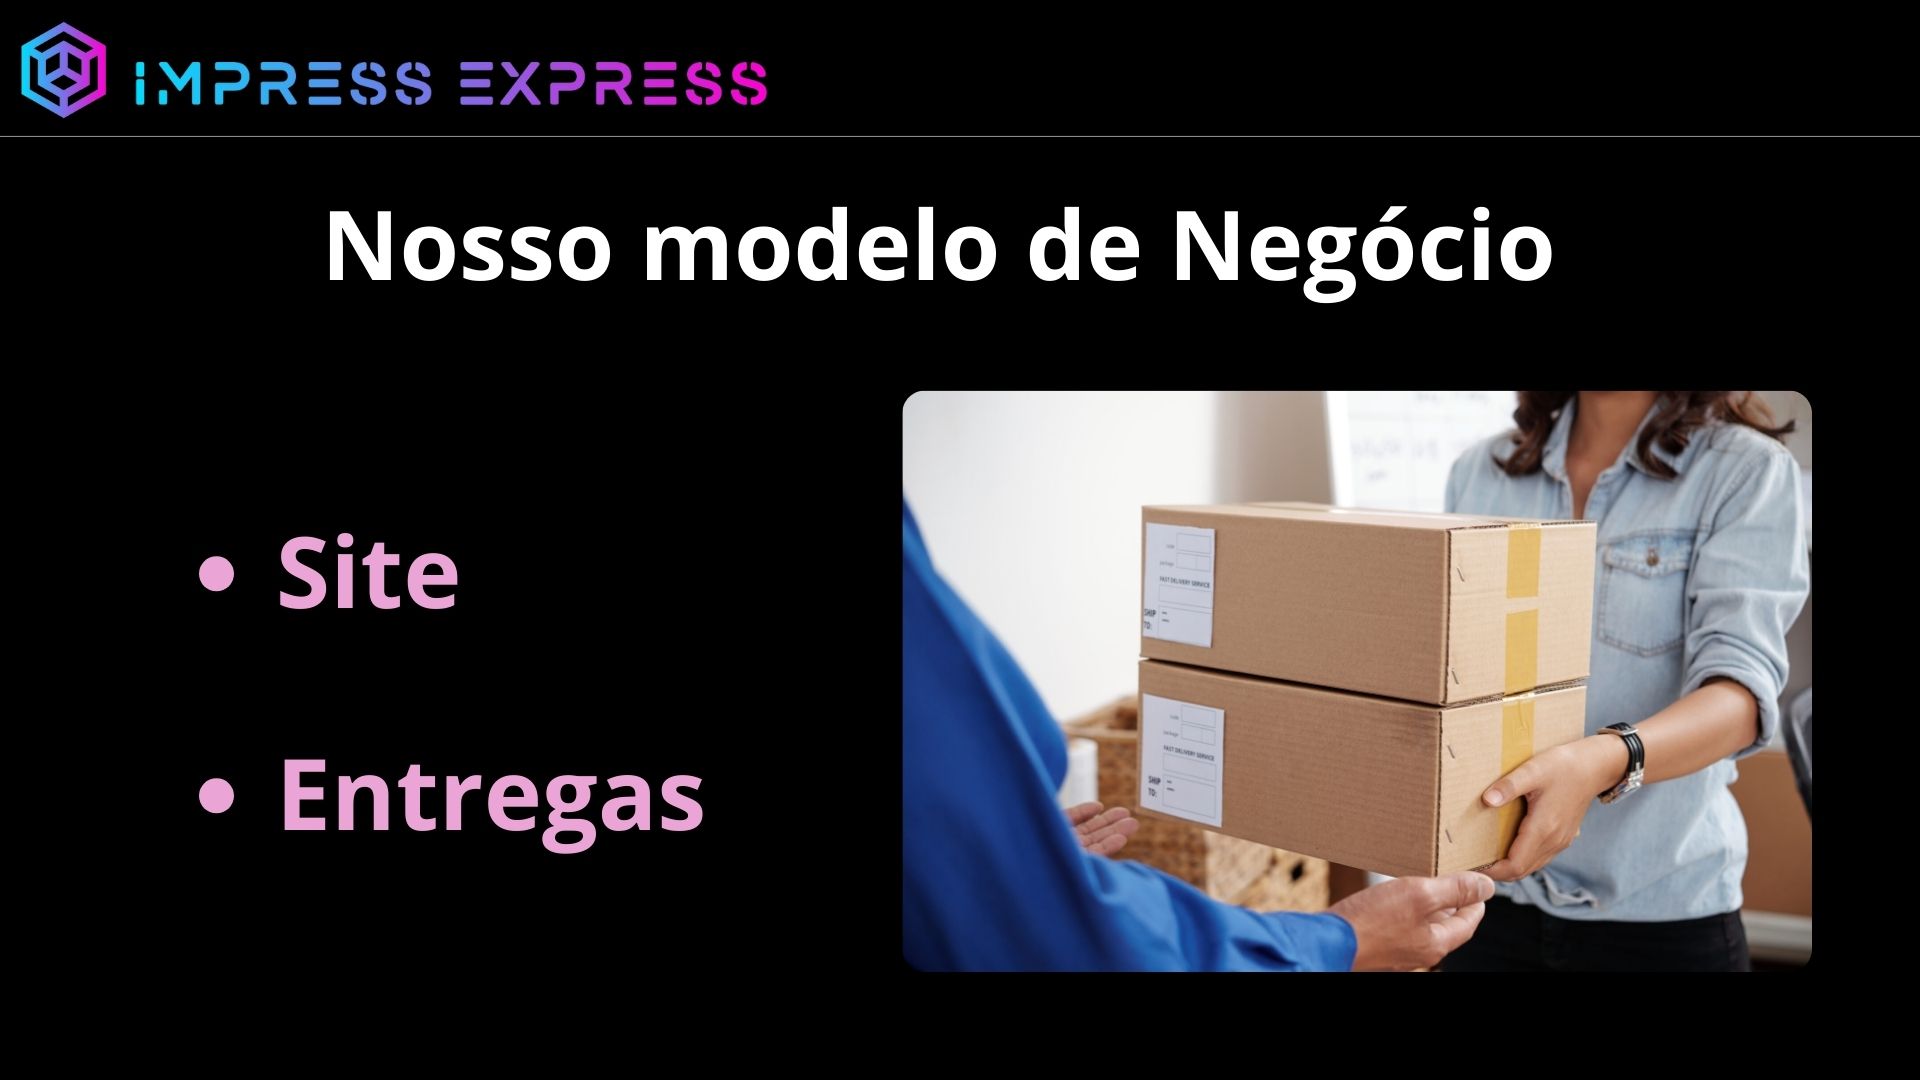 IMPRESS EXPRESS
Nosso modelo de Negócio
• Site
• Entregas
FAST DELIVERY SERVICE
SHIP
TO:
FAST DELIVERY SERVICE
SHIP
TO: